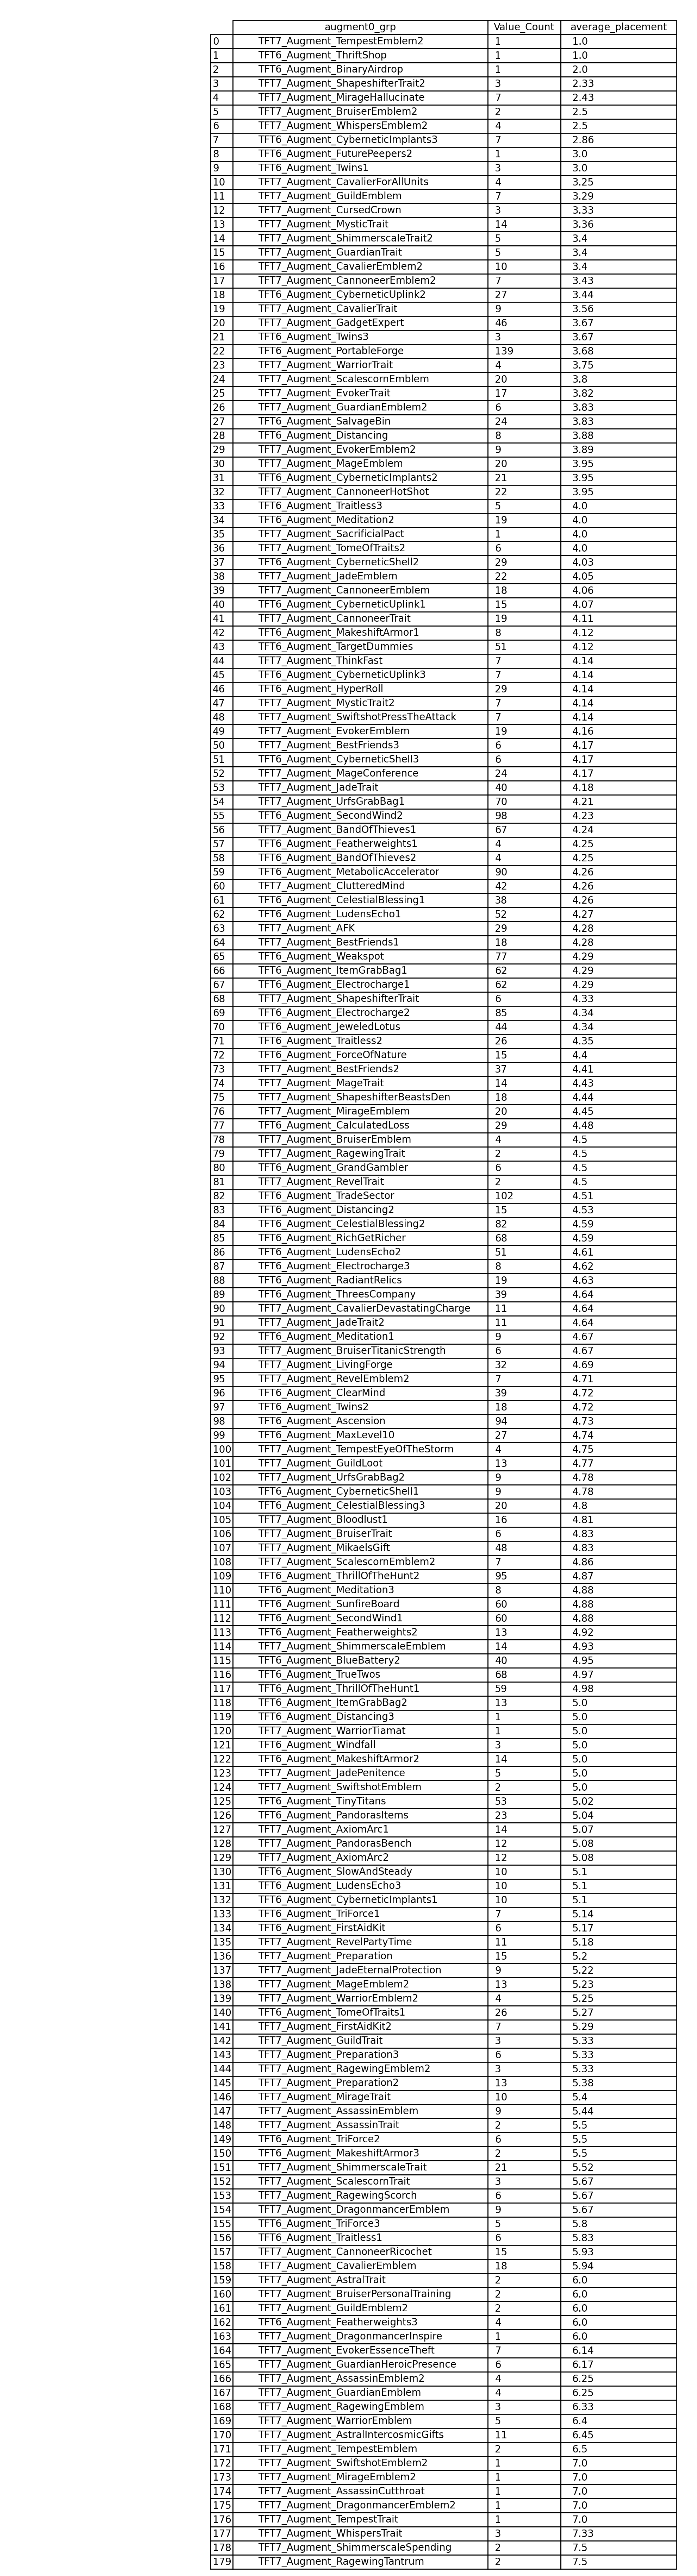 augment0_grp Value_Count average_placement
0 TFT7_Augment_TempestEmblem2 1 1.0
1 TFT6_Augment_ThriftShop 1 1.0
2 TFT6_Augment_BinaryAirdrop 1 2.0
3 TFT7_Augment_ShapeshifterTrait2 3 2.33
4 TFT7_Augment_MirageHallucinate 7 2.43
5 TFT7_Augment_BruiserEmblem2 2 2.5
6 TFT7_Augment_WhispersEmblem2 4 2.5
7 TFT6_Augment_CyberneticImplants3 7 2.86
8 TFT7_Augment_FuturePeepers2 1 3.0
9 TFT6_Augment_Twins1 3 3.0
10 TFT7_Augment_CavalierForAllUnits 4 3.25
11 TFT7_Augment_GuildEmblem 7 3.29
12 TFT7_Augment_CursedCrown 3 3.33
13 TFT7_Augment_MysticTrait 14 3.36
14 TFT7_Augment_ShimmerscaleTrait2 5 3.4
15 TFT7_Augment_GuardianTrait 5 3.4
16 TFT7_Augment_CavalierEmblem2 10 3.4
17 TFT7_Augment_CannoneerEmblem2 7 3.43
18 TFT6_Augment_CyberneticUplink2 27 3.44
19 TFT7_Augment_CavalierTrait 9 3.56
20 TFT7_Augment_GadgetExpert 46 3.67
21 TFT6_Augment_Twins3 3 3.67
22 TFT6_Augment_PortableForge 139 3.68
23 TFT7_Augment_WarriorTrait 4 3.75
24 TFT7_Augment_ScalescornEmblem 20 3.8
25 TFT7_Augment_EvokerTrait 17 3.82
26 TFT7_Augment_GuardianEmblem2 6 3.83
27 TFT6_Augment_SalvageBin 24 3.83
28 TFT6_Augment_Distancing 8 3.88
29 TFT7_Augment_EvokerEmblem2 9 3.89
30 TFT7_Augment_MageEmblem 20 3.95
31 TFT6_Augment_CyberneticImplants2 21 3.95
32 TFT7_Augment_CannoneerHotShot 22 3.95
33 TFT6_Augment_Traitless3 5 4.0
34 TFT6_Augment_Meditation2 19 4.0
35 TFT7_Augment_SacrificialPact 1 4.0
36 TFT7_Augment_TomeOfTraits2 6 4.0
37 TFT6_Augment_CyberneticShell2 29 4.03
38 TFT7_Augment_JadeEmblem 22 4.05
39 TFT7_Augment_CannoneerEmblem 18 4.06
40 TFT6_Augment_CyberneticUplink1 15 4.07
41 TFT7_Augment_CannoneerTrait 19 4.11
42 TFT6_Augment_MakeshiftArmor1 8 4.12
43 TFT6_Augment_TargetDummies 51 4.12
44 TFT7_Augment_ThinkFast 7 4.14
45 TFT6_Augment_CyberneticUplink3 7 4.14
46 TFT6_Augment_HyperRoll 29 4.14
47 TFT7_Augment_MysticTrait2 7 4.14
48 TFT7_Augment_SwiftshotPressTheAttack 7 4.14
49 TFT7_Augment_EvokerEmblem 19 4.16
50 TFT7_Augment_BestFriends3 6 4.17
51 TFT6_Augment_CyberneticShell3 6 4.17
52 TFT7_Augment_MageConference 24 4.17
53 TFT7_Augment_JadeTrait 40 4.18
54 TFT7_Augment_UrfsGrabBag1 70 4.21
55 TFT6_Augment_SecondWind2 98 4.23
56 TFT7_Augment_BandOfThieves1 67 4.24
57 TFT6_Augment_Featherweights1 4 4.25
58 TFT6_Augment_BandOfThieves2 4 4.25
59 TFT6_Augment_MetabolicAccelerator 90 4.26
60 TFT7_Augment_ClutteredMind 42 4.26
61 TFT6_Augment_CelestialBlessing1 38 4.26
62 TFT6_Augment_LudensEcho1 52 4.27
63 TFT7_Augment_AFK 29 4.28
64 TFT7_Augment_BestFriends1 18 4.28
65 TFT6_Augment_Weakspot 77 4.29
66 TFT6_Augment_ItemGrabBag1 62 4.29
67 TFT6_Augment_Electrocharge1 62 4.29
68 TFT7_Augment_ShapeshifterTrait 6 4.33
69 TFT6_Augment_Electrocharge2 85 4.34
70 TFT6_Augment_JeweledLotus 44 4.34
71 TFT6_Augment_Traitless2 26 4.35
72 TFT6_Augment_ForceOfNature 15 4.4
73 TFT7_Augment_BestFriends2 37 4.41
74 TFT7_Augment_MageTrait 14 4.43
75 TFT7_Augment_ShapeshifterBeastsDen 18 4.44
76 TFT7_Augment_MirageEmblem 20 4.45
77 TFT6_Augment_CalculatedLoss 29 4.48
78 TFT7_Augment_BruiserEmblem 4 4.5
79 TFT7_Augment_RagewingTrait 2 4.5
80 TFT6_Augment_GrandGambler 6 4.5
81 TFT7_Augment_RevelTrait 2 4.5
82 TFT6_Augment_TradeSector 102 4.51
83 TFT6_Augment_Distancing2 15 4.53
84 TFT6_Augment_CelestialBlessing2 82 4.59
85 TFT6_Augment_RichGetRicher 68 4.59
86 TFT6_Augment_LudensEcho2 51 4.61
87 TFT6_Augment_Electrocharge3 8 4.62
88 TFT6_Augment_RadiantRelics 19 4.63
89 TFT6_Augment_ThreesCompany 39 4.64
90 TFT7_Augment_CavalierDevastatingCharge 11 4.64
91 TFT7_Augment_JadeTrait2 11 4.64
92 TFT6_Augment_Meditation1 9 4.67
93 TFT7_Augment_BruiserTitanicStrength 6 4.67
94 TFT7_Augment_LivingForge 32 4.69
95 TFT7_Augment_RevelEmblem2 7 4.71
96 TFT6_Augment_ClearMind 39 4.72
97 TFT6_Augment_Twins2 18 4.72
98 TFT6_Augment_Ascension 94 4.73
99 TFT6_Augment_MaxLevel10 27 4.74
100 TFT7_Augment_TempestEyeOfTheStorm 4 4.75
101 TFT7_Augment_GuildLoot 13 4.77
102 TFT7_Augment_UrfsGrabBag2 9 4.78
103 TFT6_Augment_CyberneticShell1 9 4.78
104 TFT6_Augment_CelestialBlessing3 20 4.8
105 TFT7_Augment_Bloodlust1 16 4.81
106 TFT7_Augment_BruiserTrait 6 4.83
107 TFT7_Augment_MikaelsGift 48 4.83
108 TFT7_Augment_ScalescornEmblem2 7 4.86
109 TFT6_Augment_ThrillOfTheHunt2 95 4.87
110 TFT6_Augment_Meditation3 8 4.88
111 TFT6_Augment_SunfireBoard 60 4.88
112 TFT6_Augment_SecondWind1 60 4.88
113 TFT6_Augment_Featherweights2 13 4.92
114 TFT7_Augment_ShimmerscaleEmblem 14 4.93
115 TFT6_Augment_BlueBattery2 40 4.95
116 TFT6_Augment_TrueTwos 68 4.97
117 TFT6_Augment_ThrillOfTheHunt1 59 4.98
118 TFT6_Augment_ItemGrabBag2 13 5.0
119 TFT6_Augment_Distancing3 1 5.0
120 TFT7_Augment_WarriorTiamat 1 5.0
121 TFT6_Augment_Windfall 3 5.0
122 TFT6_Augment_MakeshiftArmor2 14 5.0
123 TFT7_Augment_JadePenitence 5 5.0
124 TFT7_Augment_SwiftshotEmblem 2 5.0
125 TFT6_Augment_TinyTitans 53 5.02
126 TFT6_Augment_PandorasItems 23 5.04
127 TFT7_Augment_AxiomArc1 14 5.07
128 TFT7_Augment_PandorasBench 12 5.08
129 TFT7_Augment_AxiomArc2 12 5.08
130 TFT6_Augment_SlowAndSteady 10 5.1
131 TFT6_Augment_LudensEcho3 10 5.1
132 TFT6_Augment_CyberneticImplants1 10 5.1
133 TFT6_Augment_TriForce1 7 5.14
134 TFT6_Augment_FirstAidKit 6 5.17
135 TFT7_Augment_RevelPartyTime 11 5.18
136 TFT7_Augment_Preparation 15 5.2
137 TFT7_Augment_JadeEternalProtection 9 5.22
138 TFT7_Augment_MageEmblem2 13 5.23
139 TFT7_Augment_WarriorEmblem2 4 5.25
140 TFT6_Augment_TomeOfTraits1 26 5.27
141 TFT7_Augment_FirstAidKit2 7 5.29
142 TFT7_Augment_GuildTrait 3 5.33
143 TFT7_Augment_Preparation3 6 5.33
144 TFT7_Augment_RagewingEmblem2 3 5.33
145 TFT7_Augment_Preparation2 13 5.38
146 TFT7_Augment_MirageTrait 10 5.4
147 TFT7_Augment_AssassinEmblem 9 5.44
148 TFT7_Augment_AssassinTrait 2 5.5
149 TFT6_Augment_TriForce2 6 5.5
150 TFT6_Augment_MakeshiftArmor3 2 5.5
151 TFT7_Augment_ShimmerscaleTrait 21 5.52
152 TFT7_Augment_ScalescornTrait 3 5.67
153 TFT7_Augment_RagewingScorch 6 5.67
154 TFT7_Augment_DragonmancerEmblem 9 5.67
155 TFT6_Augment_TriForce3 5 5.8
156 TFT6_Augment_Traitless1 6 5.83
157 TFT7_Augment_CannoneerRicochet 15 5.93
158 TFT7_Augment_CavalierEmblem 18 5.94
159 TFT7_Augment_AstralTrait 2 6.0
160 TFT7_Augment_BruiserPersonalTraining 2 6.0
161 TFT7_Augment_GuildEmblem2 2 6.0
162 TFT6_Augment_Featherweights3 4 6.0
163 TFT7_Augment_DragonmancerInspire 1 6.0
164 TFT7_Augment_EvokerEssenceTheft 7 6.14
165 TFT7_Augment_GuardianHeroicPresence 6 6.17
166 TFT7_Augment_AssassinEmblem2 4 6.25
167 TFT7_Augment_GuardianEmblem 4 6.25
168 TFT7_Augment_RagewingEmblem 3 6.33
169 TFT7_Augment_WarriorEmblem 5 6.4
170 TFT7_Augment_AstralIntercosmicGifts 11 6.45
171 TFT7_Augment_TempestEmblem 2 6.5
172 TFT7_Augment_SwiftshotEmblem2 1 7.0
173 TFT7_Augment_MirageEmblem2 1 7.0
174 TFT7_Augment_AssassinCutthroat 1 7.0
175 TFT7_Augment_DragonmancerEmblem2 1 7.0
176 TFT7_Augment_TempestTrait 1 7.0
177 TFT7_Augment_WhispersTrait 3 7.33
178 TFT7_Augment_ShimmerscaleSpending 2 7.5
179 TFT7_Augment_RagewingTantrum 2 7.5